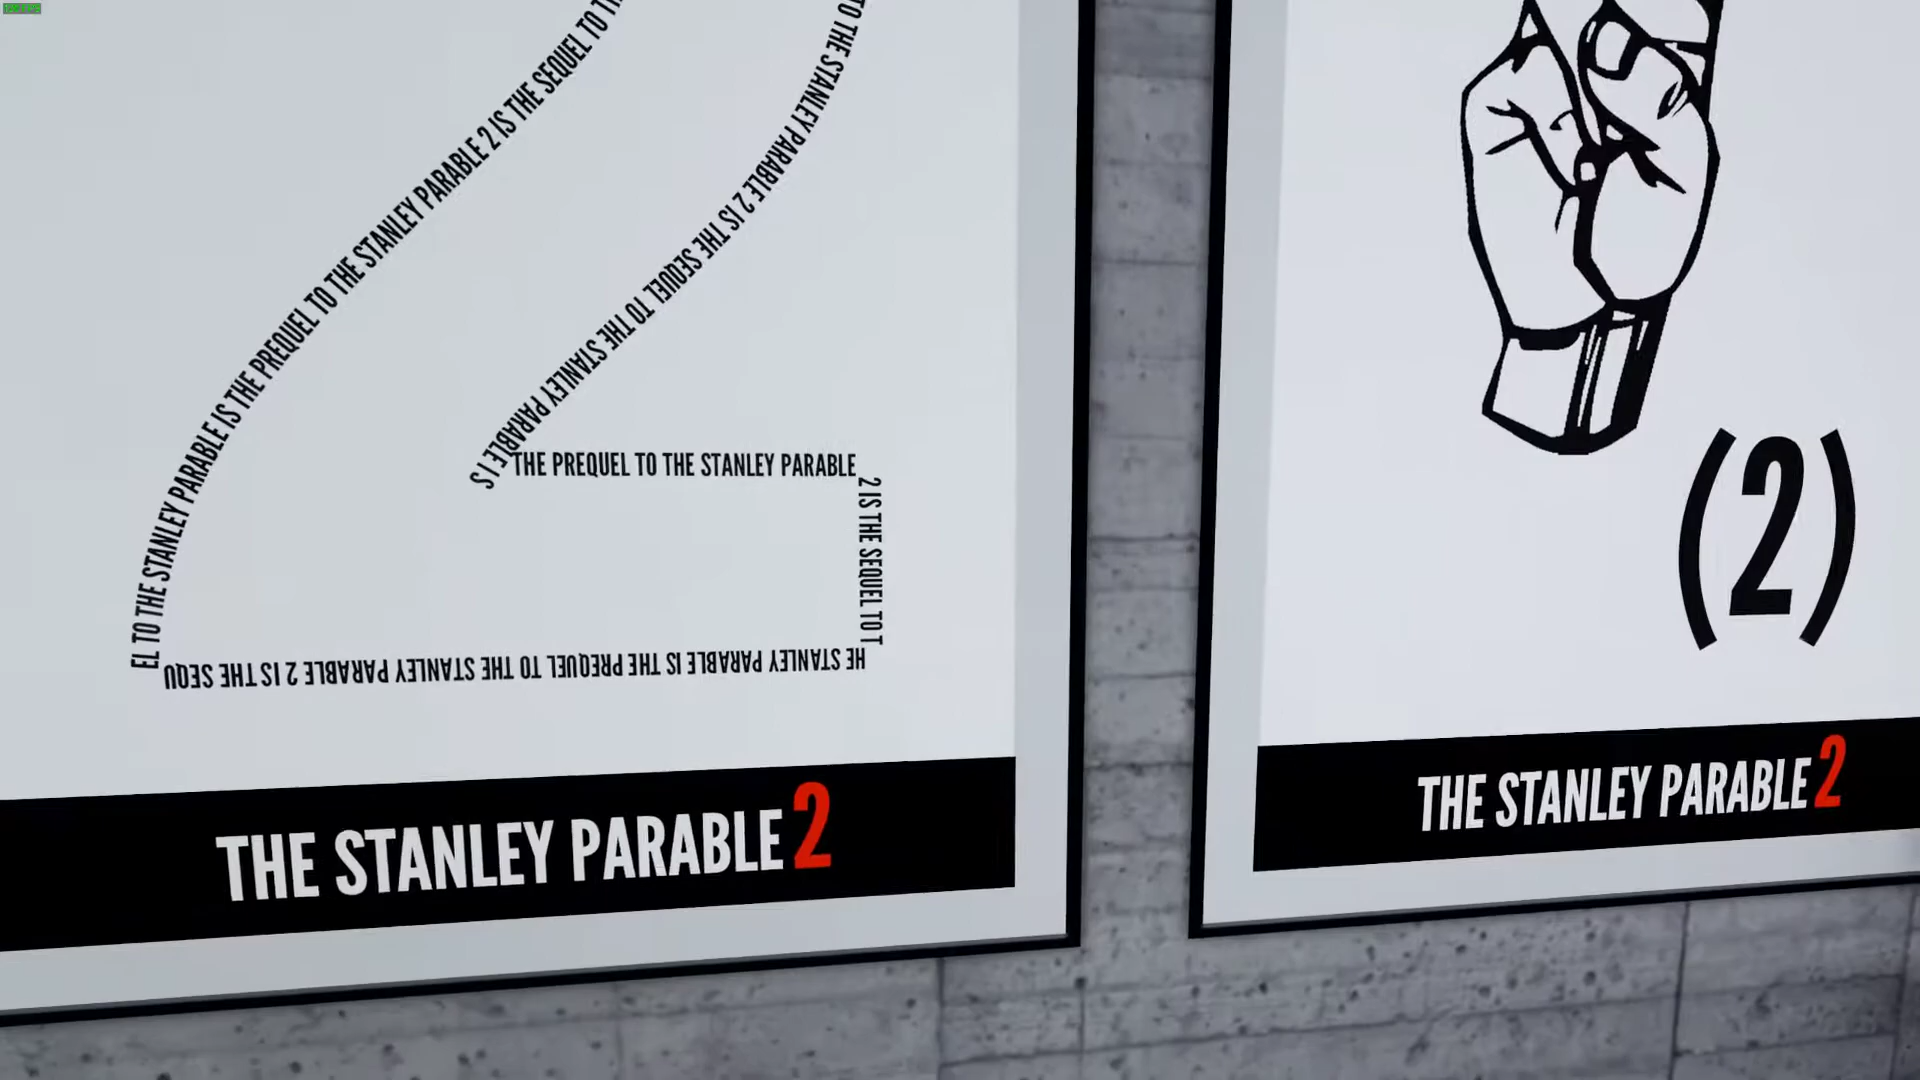 LL TO THE STANLEY PARABLE IS THE PREQUEL TO THE STANLEY PARABLE 2 IS THE SEQUEL TO
TO THE STANLEY PARABLE 2 IS THE SEQUEL TO THE STANLEY PARABLE IS
THE PREQUEL TO THE STANLEY PARABLE
2 IS THE SEQUEL TO T
HE STANLEY PARABLE IS THE PREQUEL TO THE STANLEY PARABLE 2 IS THE SEQU
THE STANLEY PARABLE 2
(2)
THE STANLEY PARABLE 2